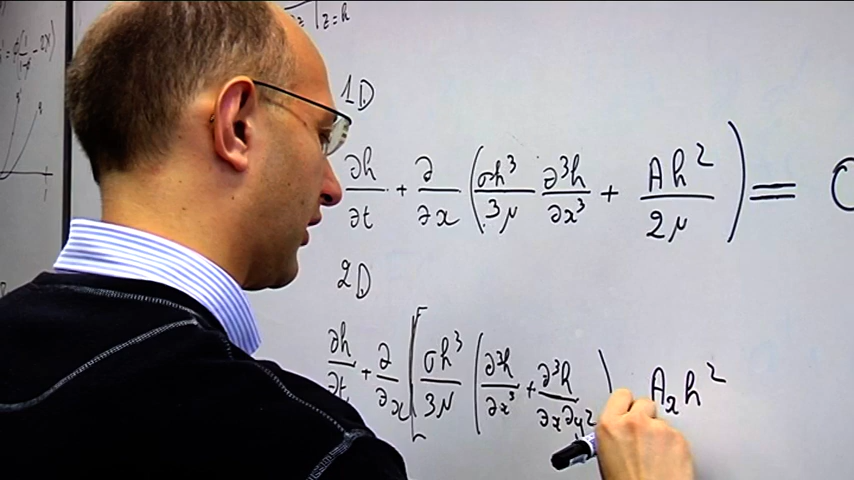 z=h
1D
∂h/∂t + ∂/∂x (σh³/3μ ∂³h/∂x³ + Ah²/2μ) = 0
2D
∂h/∂t + ∂/∂x [σh³/3μ (∂³h/∂x³ + ∂³h/∂x∂y²) Aₓh²